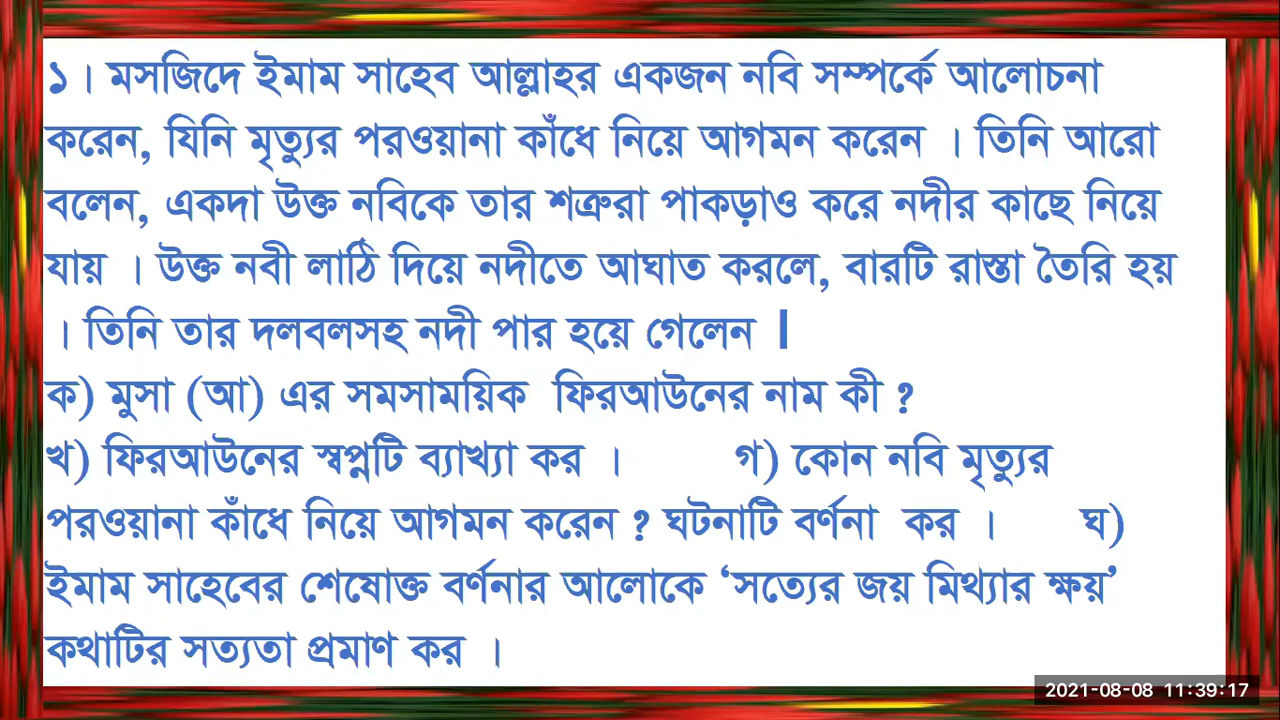 ১। মসজিদে ইমাম সাহেব আল্লাহর একজন নবি সম্পর্কে আলোচনা
করেন, যিনি মৃত্যুর পরওয়ানা কাঁধে নিয়ে আগমন করেন । তিনি আরো
বলেন, একদা উক্ত নবিকে তার শত্রুরা পাকড়াও করে নদীর কাছে নিয়ে
যায় । উক্ত নবী লাঠি দিয়ে নদীতে আঘাত করলে, বারটি রাস্তা তৈরি হয়
। তিনি তার দলবলসহ নদী পার হয়ে গেলেন ।
ক) মুসা (আ) এর সমসাময়িক ফিরআউনের নাম কী ?
খ) ফিরআউনের স্বপ্নটি ব্যাখ্যা কর । গ) কোন নবি মৃত্যুর
পরওয়ানা কাঁধে নিয়ে আগমন করেন ? ঘটনাটি বর্ণনা কর । ঘ)
ইমাম সাহেবের শেষোক্ত বর্ণনার আলোকে ‘সত্যের জয় মিথ্যার ক্ষয়’
কথাটির সত্যতা প্রমাণ কর ।
2021-08-08 11:39:17